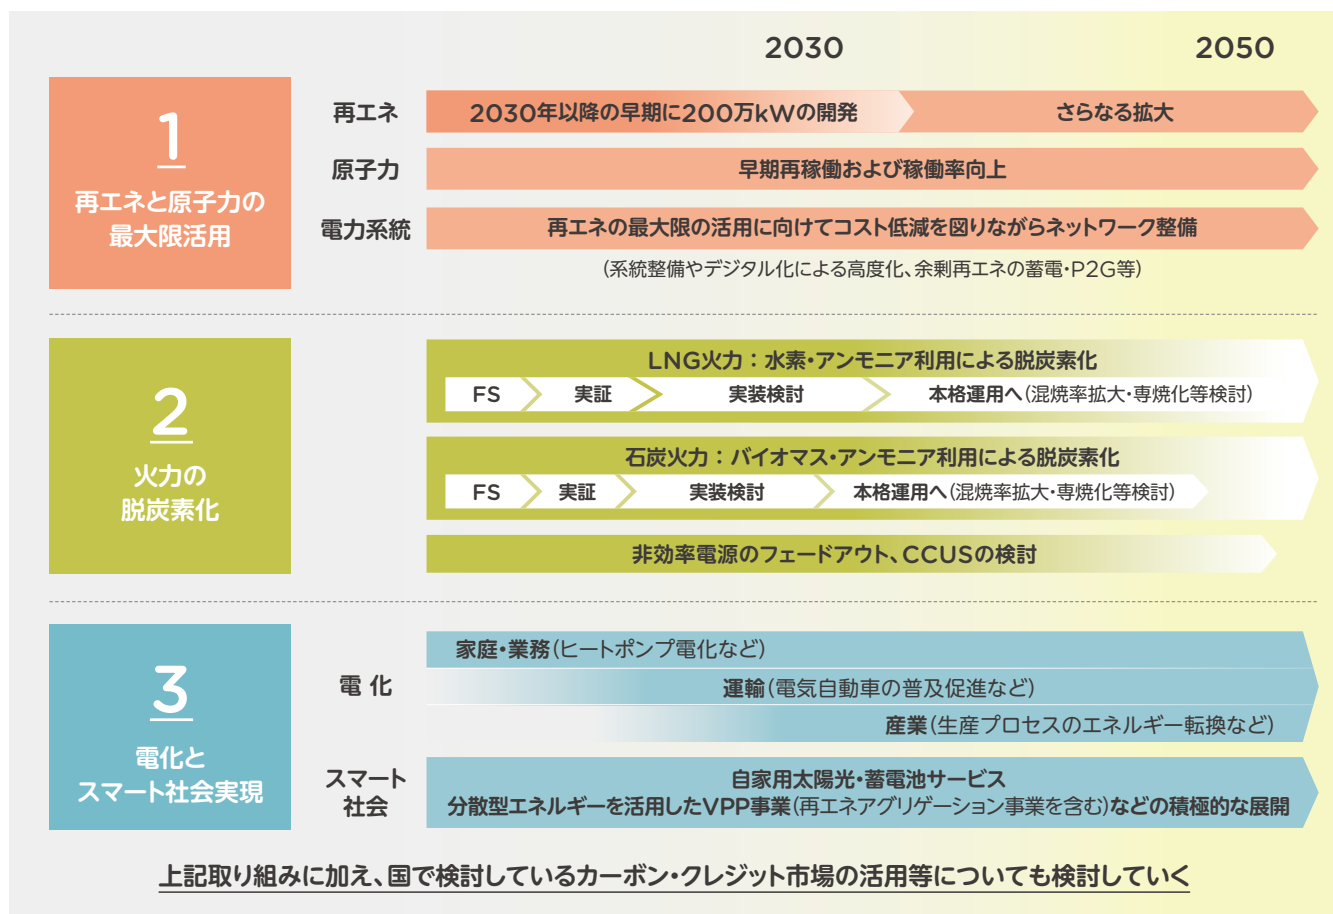 2030
2050
1
再エネと原子力の
最大限活用
再エネ
2030年以降の早期に200万kWの開発
さらなる拡大
原子力
早期再稼働および稼働率向上
電力系統
再エネの最大限の活用に向けてコスト低減を図りながらネットワーク整備
(系統整備やデジタル化による高度化、余剰再エネの蓄電・P2G等)
2
火力の
脱炭素化
LNG火力：水素・アンモニア利用による脱炭素化
FS
実証
実装検討
本格運用へ(混焼率拡大・専焼化等検討)
石炭火力：バイオマス・アンモニア利用による脱炭素化
FS
実証
実装検討
本格運用へ(混焼率拡大・専焼化等検討)
非効率電源のフェードアウト、CCUSの検討
3
電化と
スマート社会実現
電 化
家庭・業務(ヒートポンプ電化など)
運輸(電気自動車の普及促進など)
産業(生産プロセスのエネルギー転換など)
スマート
社会
自家用太陽光・蓄電池サービス
分散型エネルギーを活用したVPP事業(再エネアグリゲーション事業を含む)などの積極的な展開
上記取り組みに加え、国で検討しているカーボン・クレジット市場の活用等についても検討していく